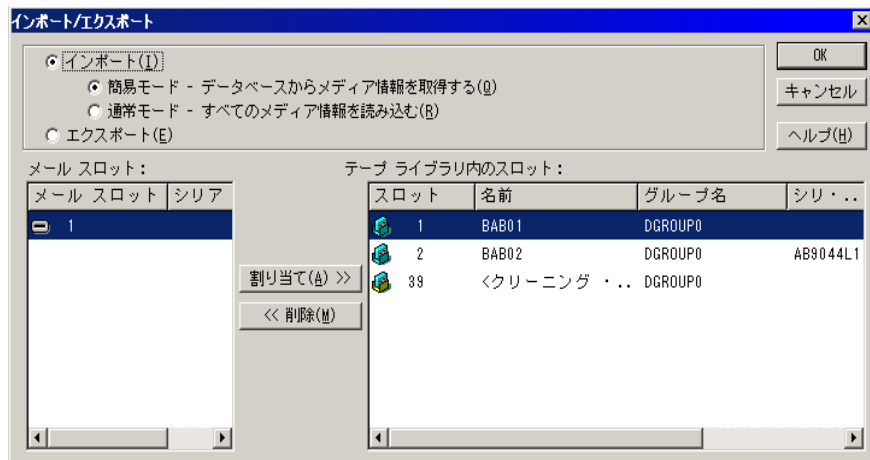 インポート/エクスポート
インポート(I)
簡易モード - データベースからメディア情報を取得する(Q)
通常モード - すべてのメディア情報を読み込む(R)
エクスポート(E)
OK
キャンセル
ヘルプ(H)
メール スロット:
テープ ライブラリ内のスロット:
メール スロット シリア
スロット 名前 グループ名 シリ・..
1
1 BAB01 DGROUP0
2 BAB02 DGROUP0 AB9044L1
39 <クリーニング ・.. DGROUP0
割り当て(A) >>
<< 削除(M)